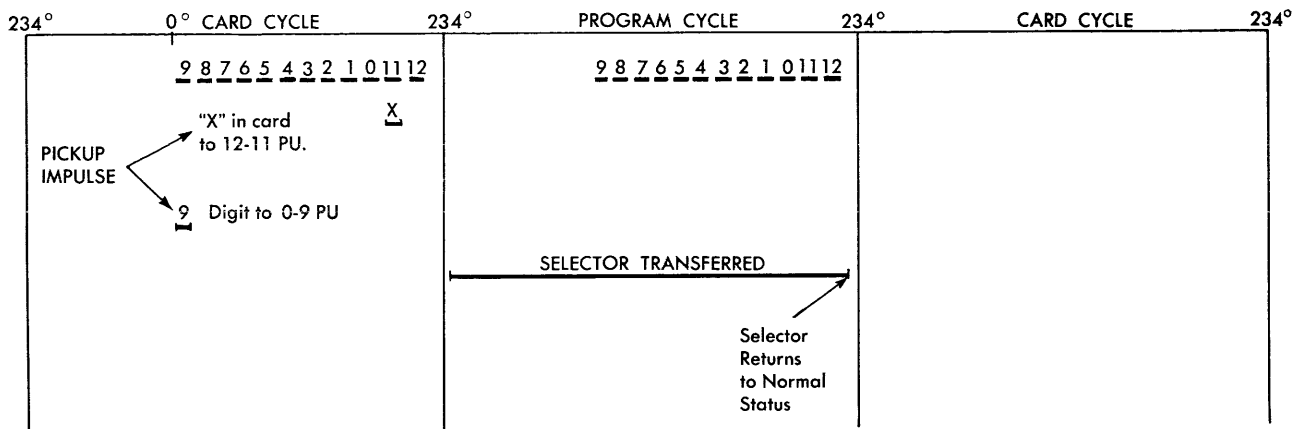 234° 0° CARD CYCLE 234° PROGRAM CYCLE 234° CARD CYCLE 234°
9 8 7 6 5 4 3 2 1 0 11 12 9 8 7 6 5 4 3 2 1 0 11 12
X
"X" in card
to 12-11 PU.
PICKUP
IMPULSE
9 Digit to 0-9 PU
SELECTOR TRANSFERRED
Selector
Returns
to Normal
Status